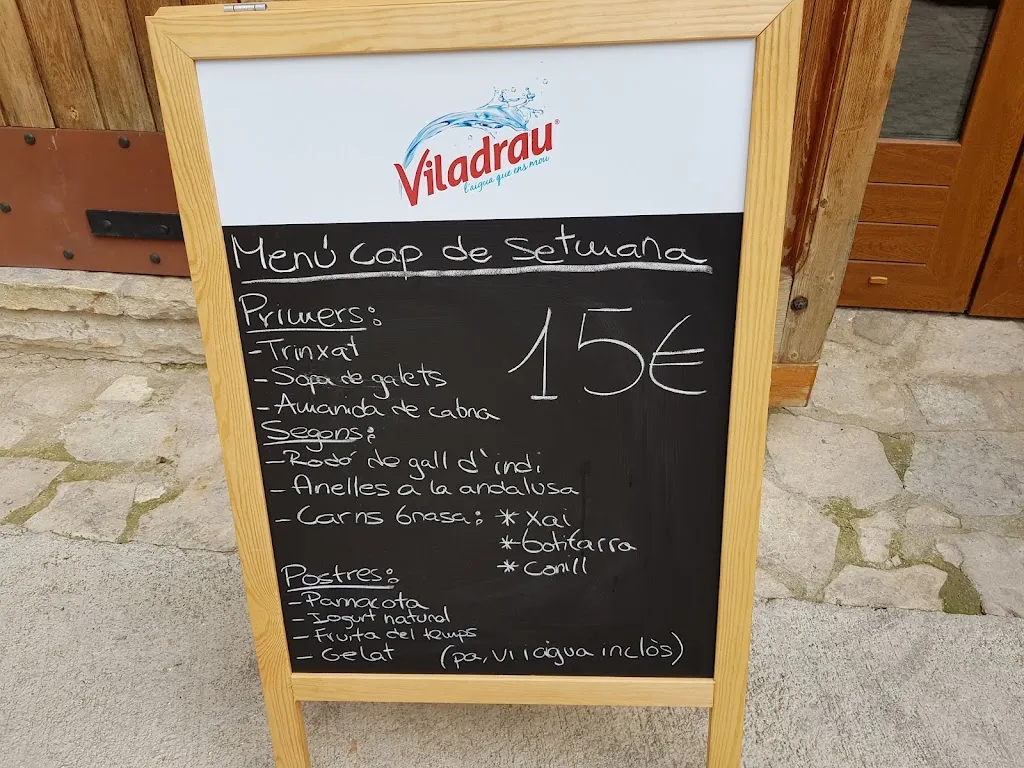 Viladrau®
l'aigua que ens mou
Menú cap de setmana
15€
Primers:
- Trinxat
- Sopa de galets
- Amanida de cabra
Segons:
- Rodó de gall d'indi
- Anelles a la andalusa
- Carns brasa: * Xai
* botifarra
* Conill
Postres:
- Pannacota
- Iogurt natural
- Fruita del temps
- Gelat (pa, vi i aigua inclòs)